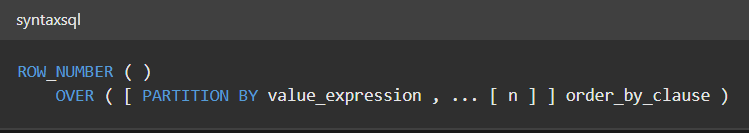 syntaxsql
ROW_NUMBER ( )
OVER ( [ PARTITION BY value_expression , ... [ n ] ] order_by_clause )